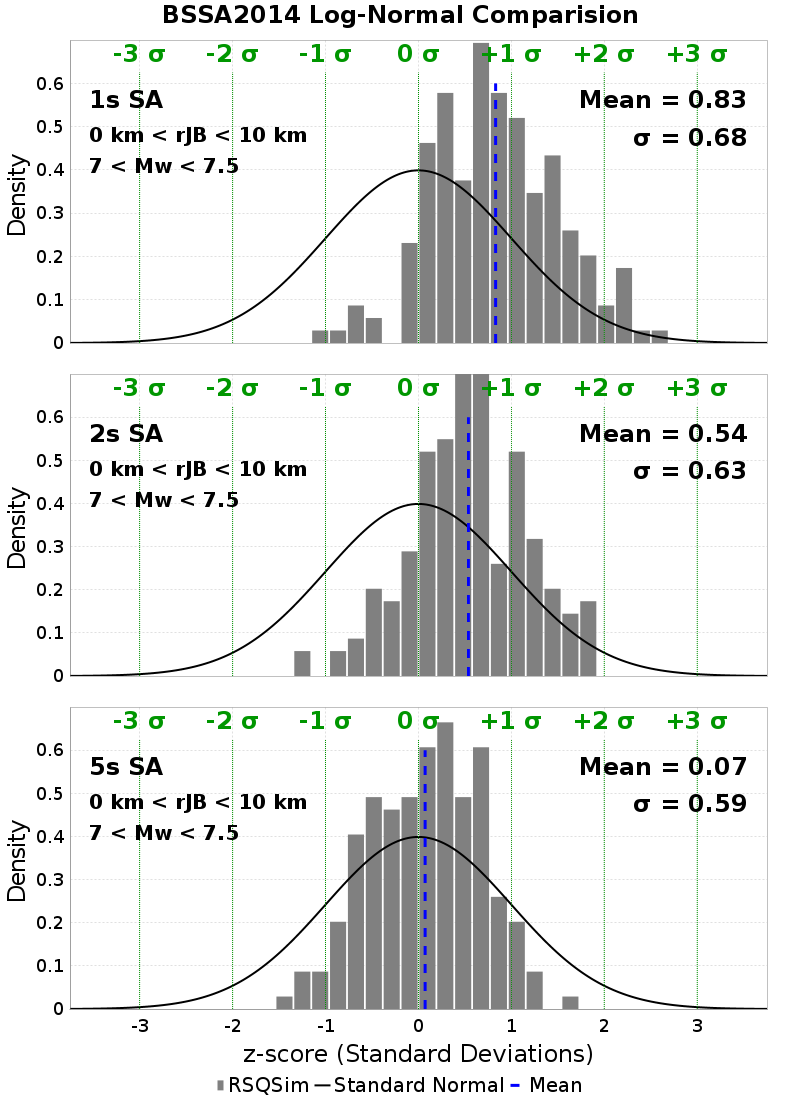 BSSA2014 Log-Normal Comparision
-3 σ -2 σ -1 σ 0 σ +1 σ +2 σ +3 σ
1s SA
0 km < rJB < 10 km
7 < Mw < 7.5
Mean = 0.83
σ = 0.68
Density
0.6
0.5
0.4
0.3
0.2
0.1
0
-3 σ -2 σ -1 σ 0 σ +1 σ +2 σ +3 σ
2s SA
0 km < rJB < 10 km
7 < Mw < 7.5
Mean = 0.54
σ = 0.63
Density
0.6
0.5
0.4
0.3
0.2
0.1
0
-3 σ -2 σ -1 σ 0 σ +1 σ +2 σ +3 σ
5s SA
0 km < rJB < 10 km
7 < Mw < 7.5
Mean = 0.07
σ = 0.59
Density
0.6
0.5
0.4
0.3
0.2
0.1
0
-3 -2 -1 0 1 2 3
z-score (Standard Deviations)
RSQSim Standard Normal Mean